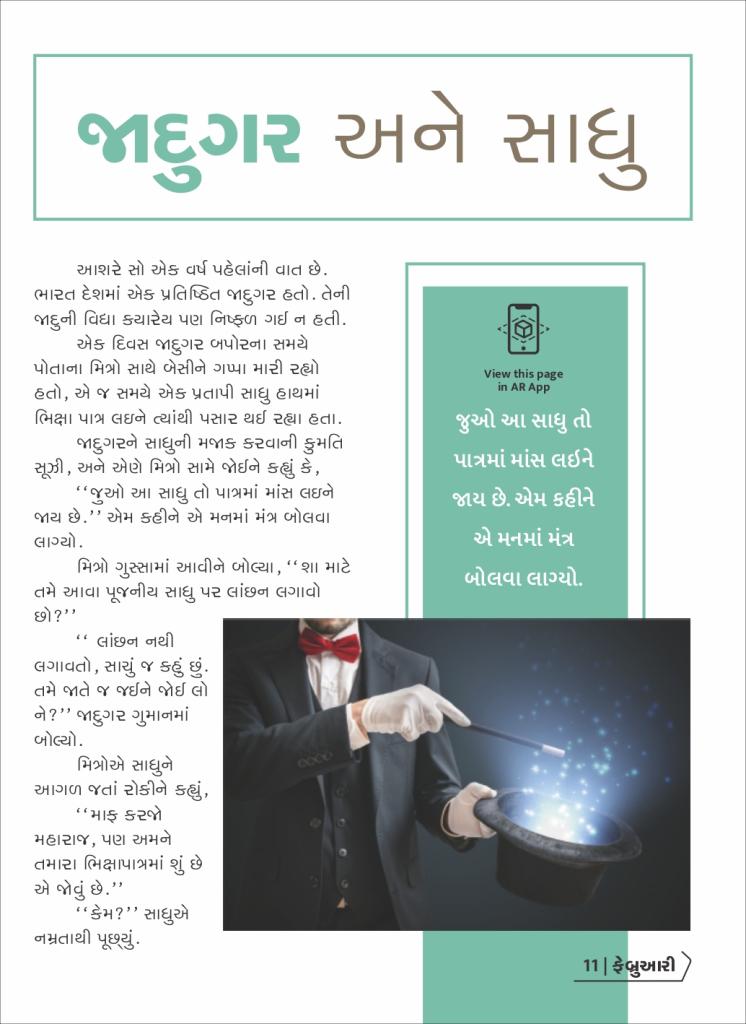 જાદુગર અને સાધુ
આશરે સો એક વર્ષ પહેલાંની વાત છે.
ભારત દેશમાં એક પ્રતિષ્ઠિત જાદુગર હતો. તેની
જાદુની વિદ્યા ક્યારેય પણ નિષ્ફળ ગઈ ન હતી.
એક દિવસ જાદુગર બપોરના સમયે
પોતાના મિત્રો સાથે બેસીને ગપ્પા મારી રહ્યો
હતો, એ જ સમયે એક પ્રતાપી સાધુ હાથમાં
ભિક્ષા પાત્ર લઇને ત્યાંથી પસાર થઈ રહ્યા હતા.
જાદુગરને સાધુની મજાક કરવાની કુમતિ
સૂઝી, અને એણે મિત્રો સામે જોઈને કહ્યું કે,
‘‘જુઓ આ સાધુ તો પાત્રમાં માંસ લઇને
જાય છે.’’ એમ કહીને એ મનમાં મંત્ર બોલવા
લાગ્યો.
મિત્રો ગુસ્સામાં આવીને બોલ્યા, ‘‘શા માટે
તમે આવા પૂજનીય સાધુ પર લાંછન લગાવો
છો?’’
‘‘ લાંછન નથી
લગાવતો, સાચું જ કહું છું.
તમે જાતે જ જઈને જોઈ લો
ને?’’ જાદુગર ગુમાનમાં
બોલ્યો.
મિત્રોએ સાધુને
આગળ જતાં રોકીને કહ્યું,
‘‘માફ કરજો
મહારાજ, પણ અમને
તમારા ભિક્ષાપાત્રમાં શું છે
એ જોવું છે.’’
‘‘કેમ?’’ સાધુએ
નમ્રતાથી પૂછ્યું.
View this page
in AR App
જુઓ આ સાધુ તો
પાત્રમાં માંસ લઇને
જાય છે. એમ કહીને
એ મનમાં મંત્ર
બોલવા લાગ્યો.
11 | ફેબ્રુઆરી